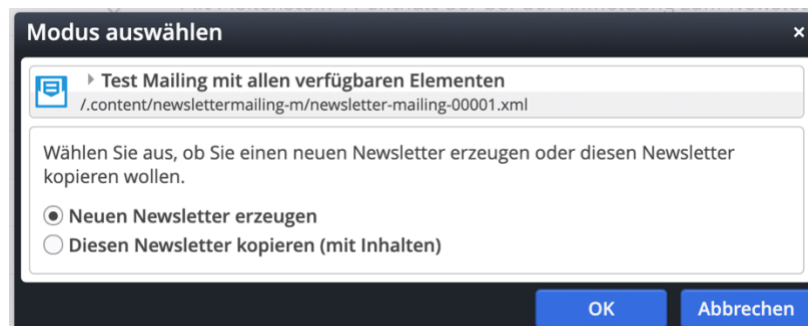 Modus auswählen
×
Test Mailing mit allen verfügbaren Elementen
/.content/newslettermailing-m/newsletter-mailing-00001.xml
Wählen Sie aus, ob Sie einen neuen Newsletter erzeugen oder diesen Newsletter
kopieren wollen.
Neuen Newsletter erzeugen
Diesen Newsletter kopieren (mit Inhalten)
OK Abbrechen